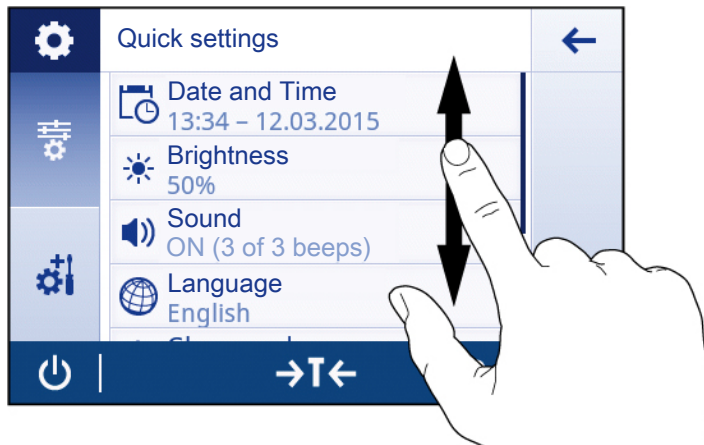 Quick settings
Date and Time
13:34 – 12.03.2015
Brightness
50%
Sound
ON (3 of 3 beeps)
Language
English
→T←